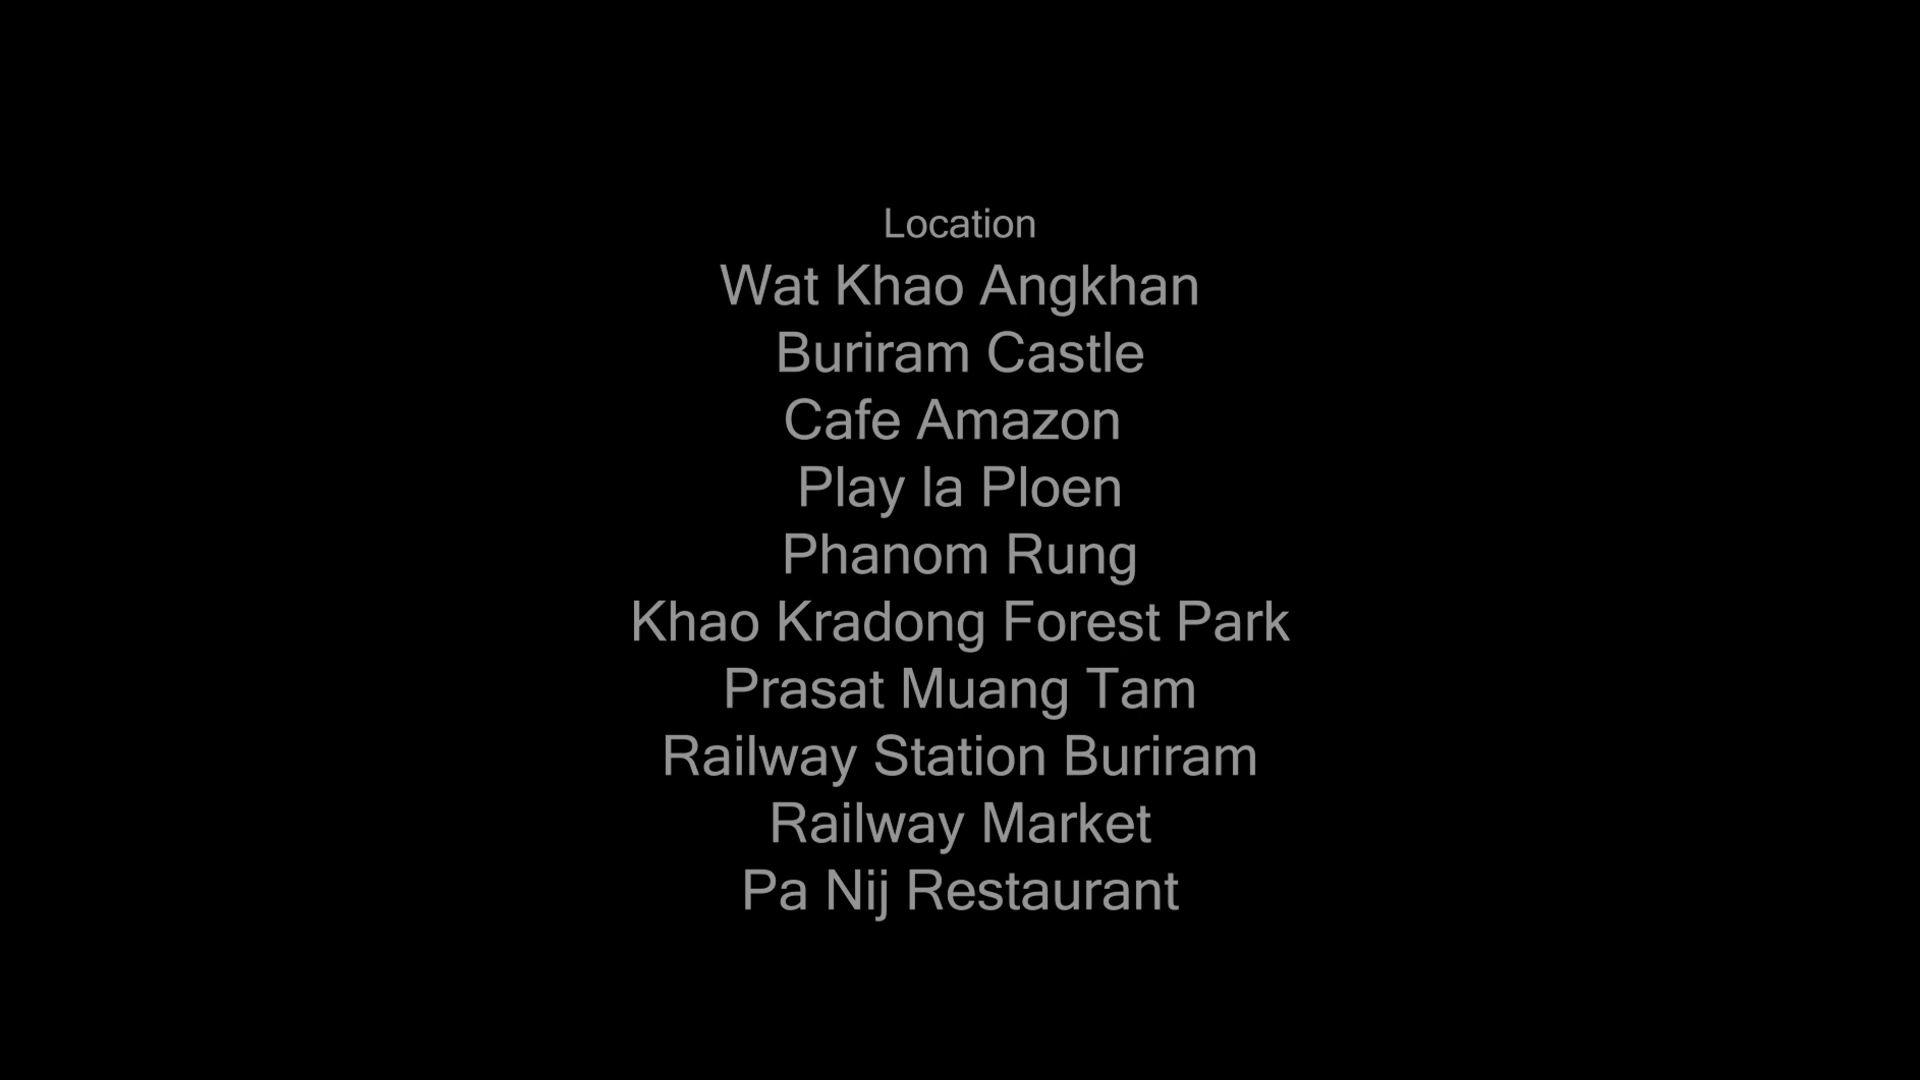 Location
Wat Khao Angkhan
Buriram Castle
Cafe Amazon
Play la Ploen
Phanom Rung
Khao Kradong Forest Park
Prasat Muang Tam
Railway Station Buriram
Railway Market
Pa Nij Restaurant